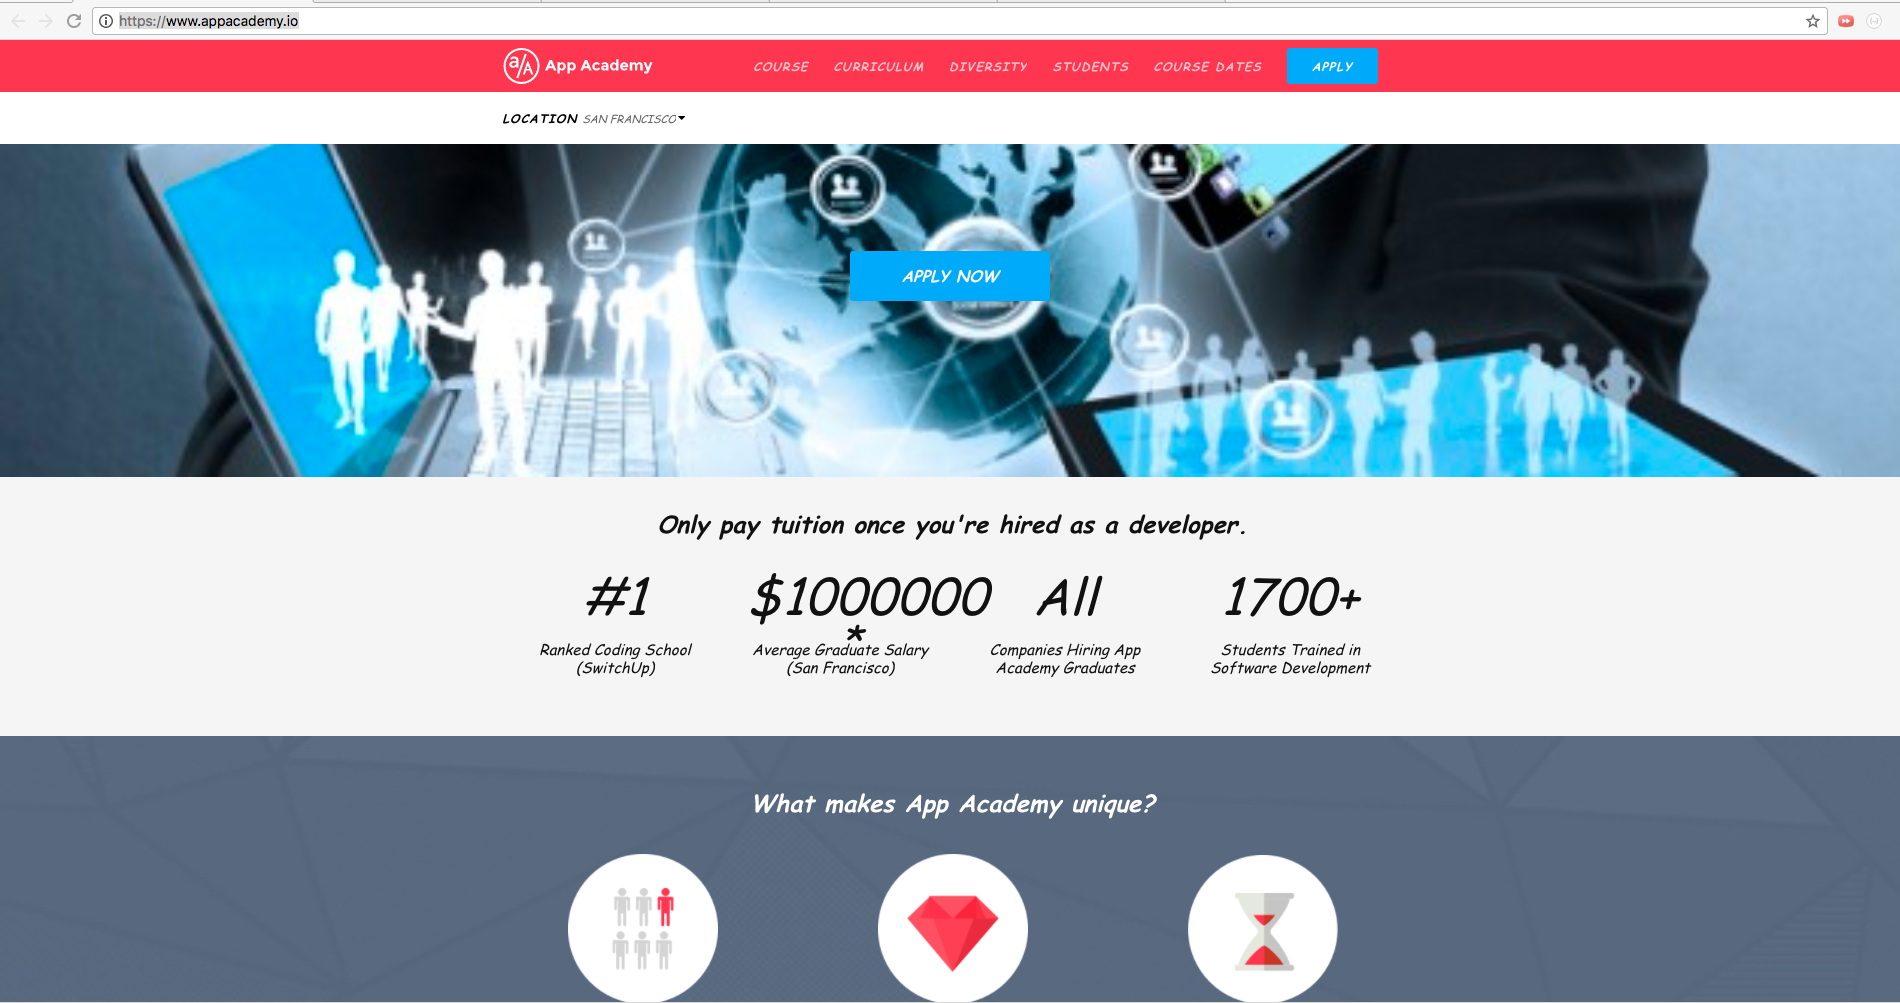 https://www.appacademy.io
a/A App Academy
COURSE CURRICULUM DIVERSITY STUDENTS COURSE DATES APPLY
LOCATION SAN FRANCISCO
APPLY NOW
Only pay tuition once you're hired as a developer.
#1
Ranked Coding School
(SwitchUp)
$1000000
*
Average Graduate Salary
(San Francisco)
All
Companies Hiring App
Academy Graduates
1700+
Students Trained in
Software Development
What makes App Academy unique?